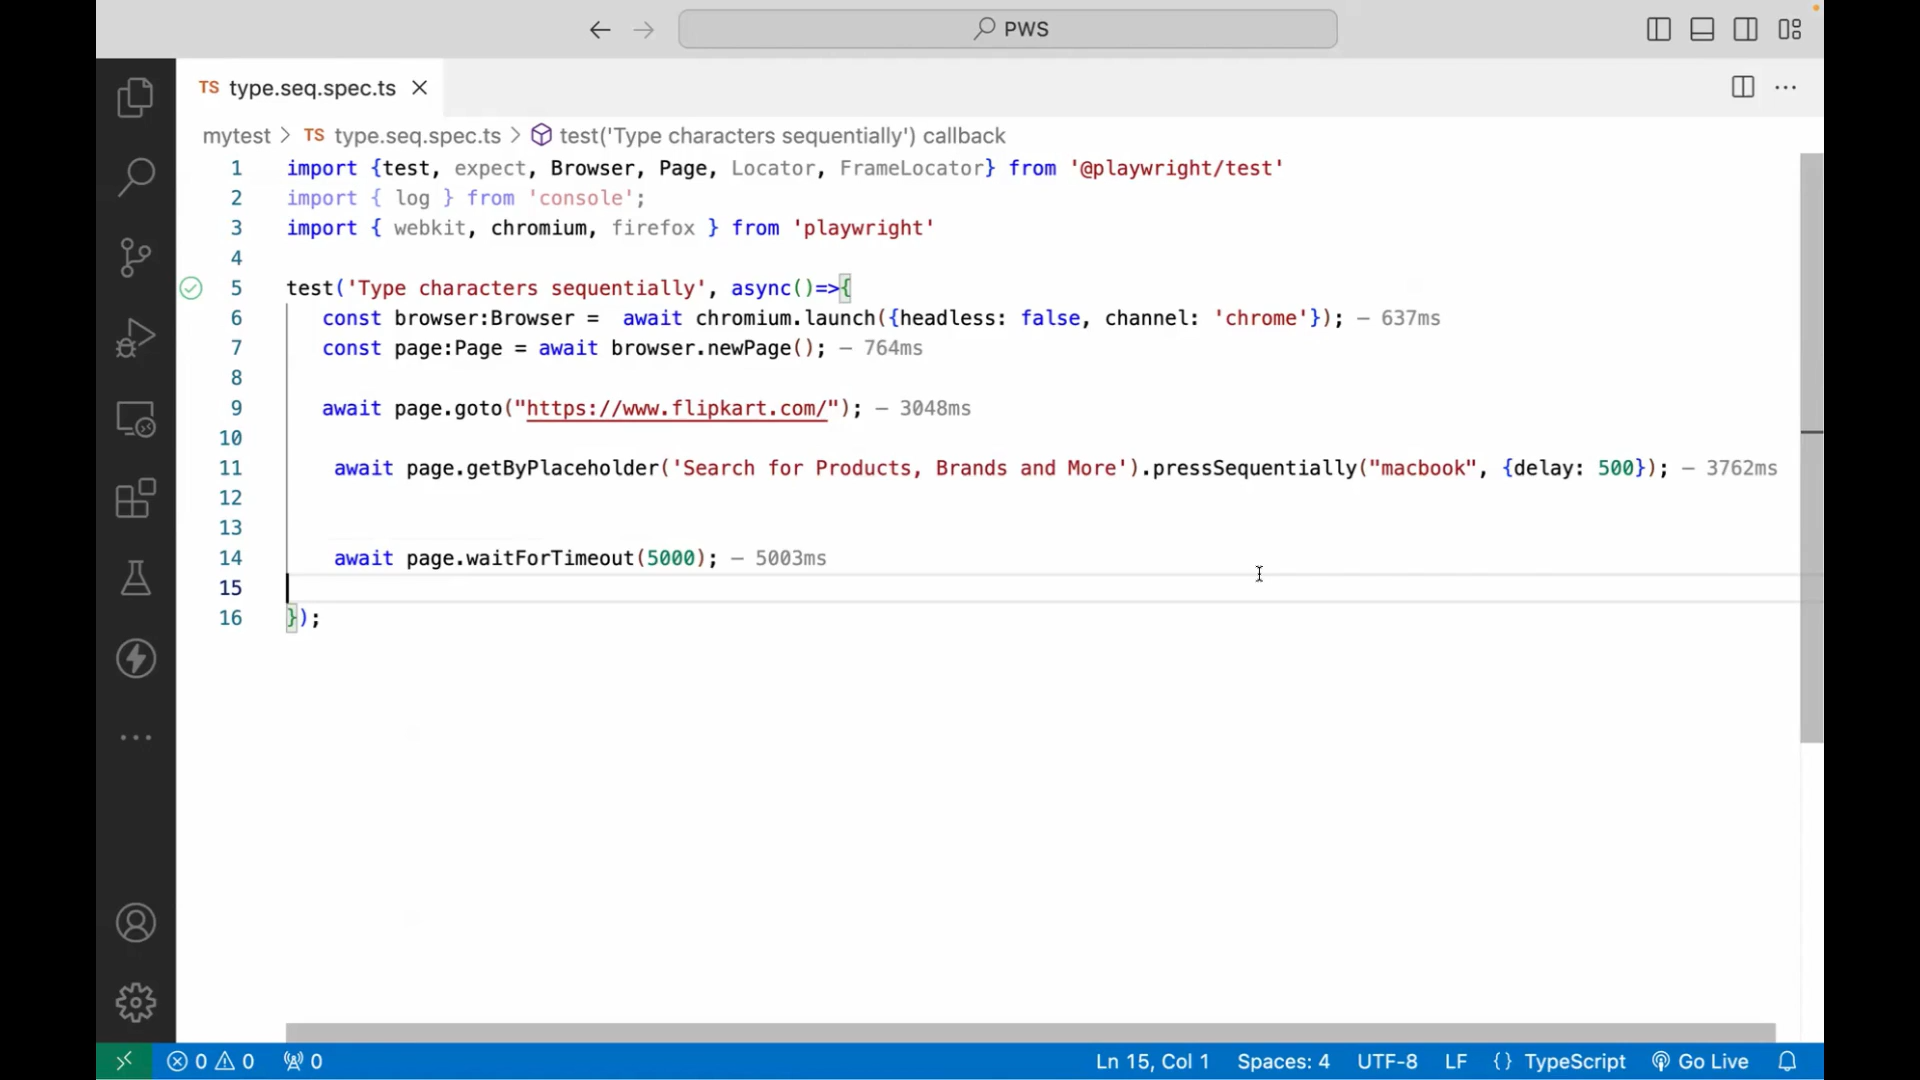 PWS
TS type.seq.spec.ts
mytest > TS type.seq.spec.ts > test('Type characters sequentially') callback
1 import {test, expect, Browser, Page, Locator, FrameLocator} from '@playwright/test'
2 import { log } from 'console';
3 import { webkit, chromium, firefox } from 'playwright'
4
5 test('Type characters sequentially', async()=>{
6 const browser:Browser = await chromium.launch({headless: false, channel: 'chrome'}); — 637ms
7 const page:Page = await browser.newPage(); — 764ms
8
9 await page.goto("https://www.flipkart.com/"); — 3048ms
10
11 await page.getByPlaceholder('Search for Products, Brands and More').pressSequentially("macbook", {delay: 500}); — 3762ms
12
13
14 await page.waitForTimeout(5000); — 5003ms
15
16 });
0 0 0 Ln 15, Col 1 Spaces: 4 UTF-8 LF {} TypeScript Go Live